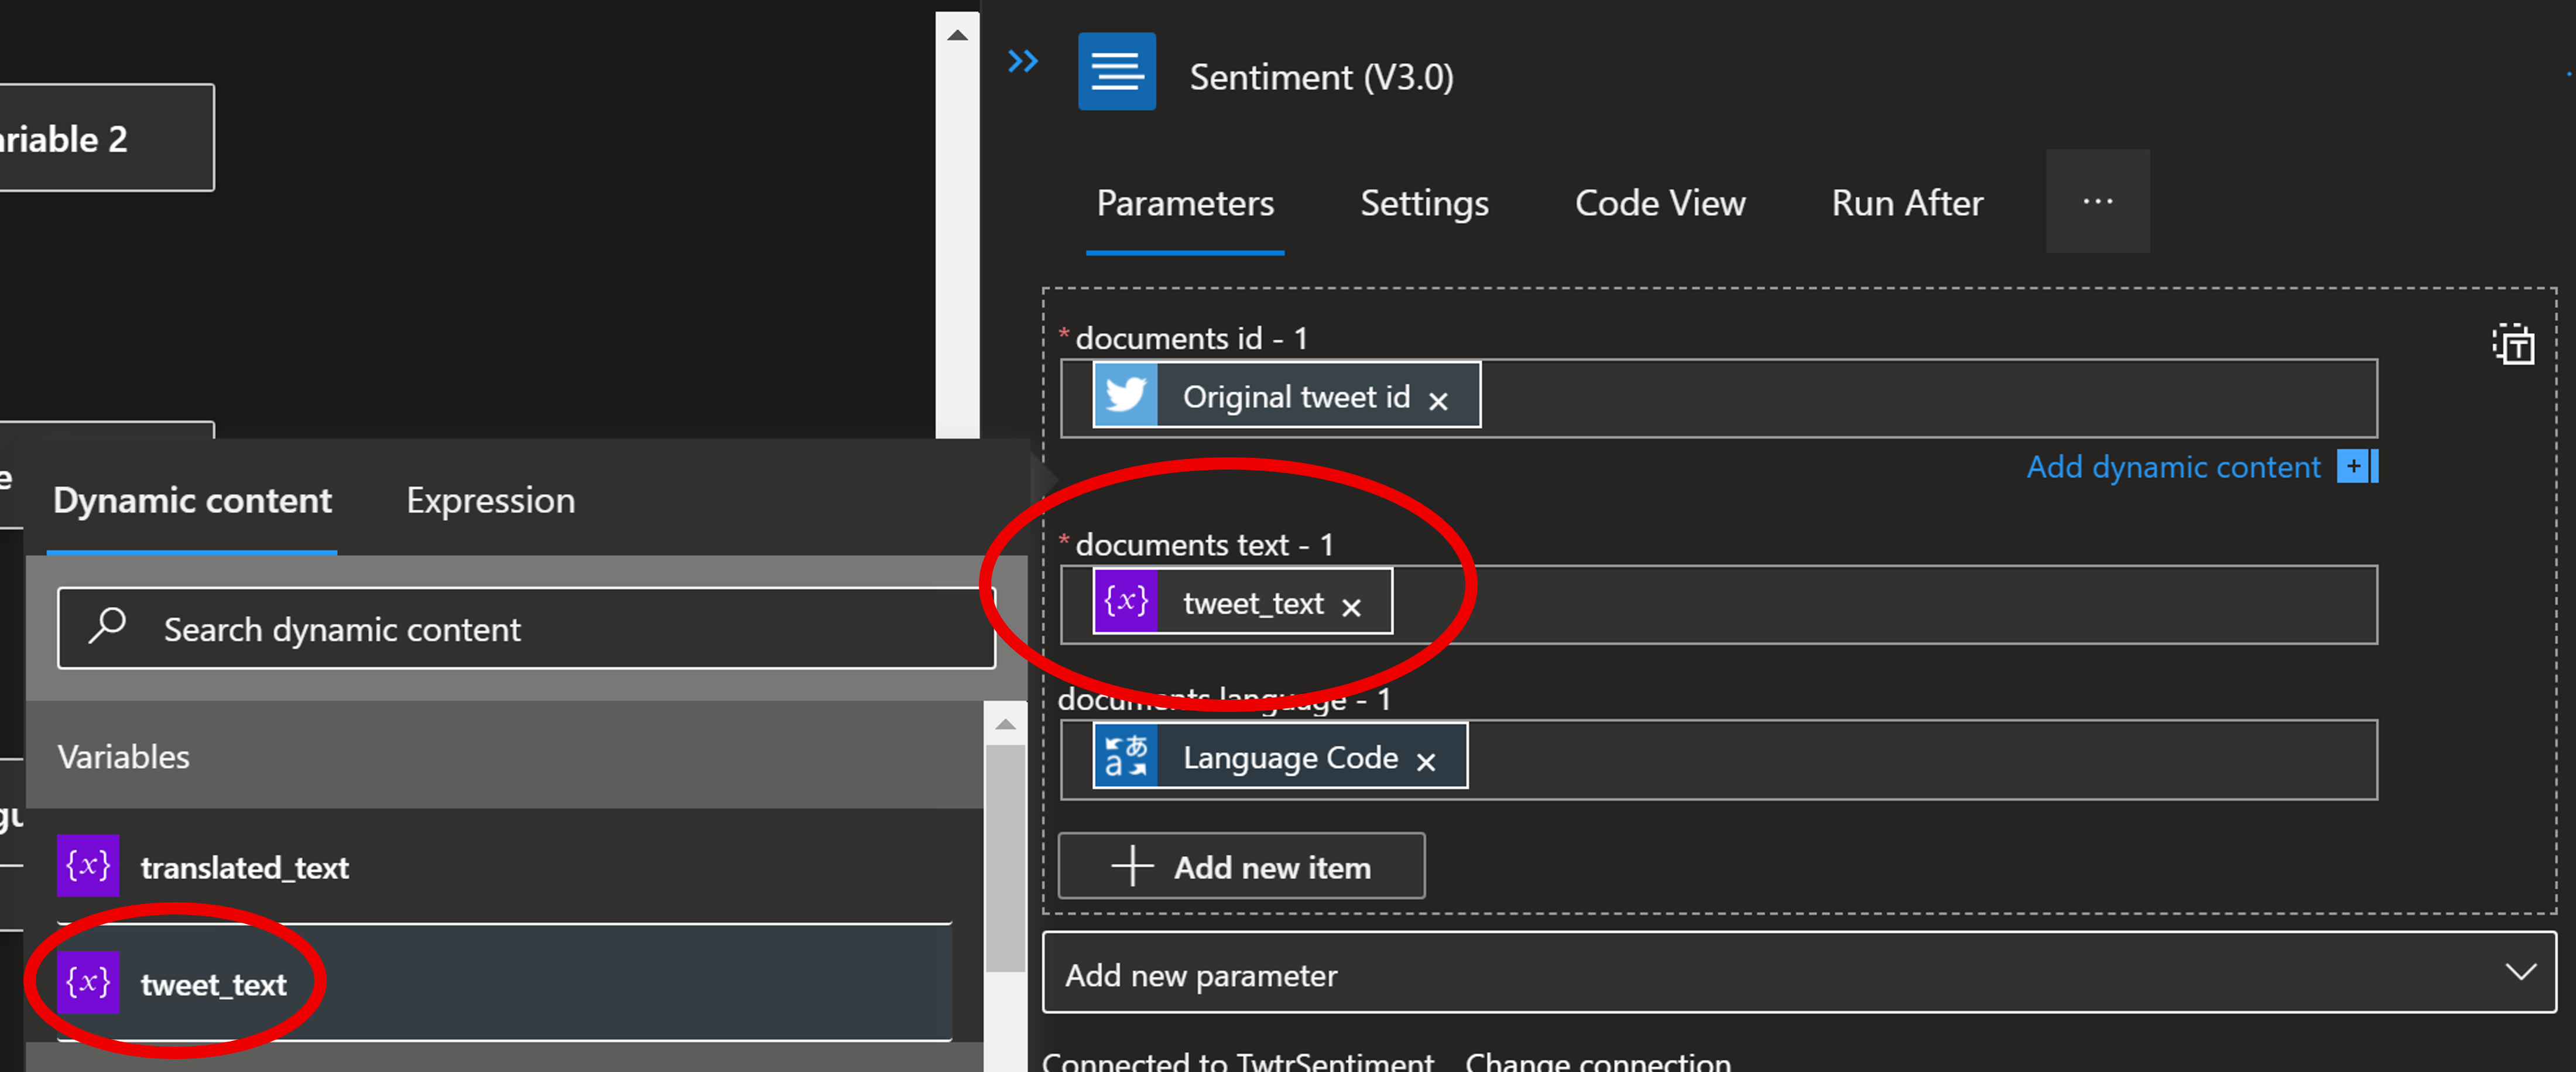 Sentiment (V3.0)
ariable 2
Parameters Settings Code View Run After ...
* documents id - 1
Original tweet id ×
Add dynamic content
e
Dynamic content Expression
* documents text - 1
{x} tweet_text ×
Search dynamic content
documents language - 1
Variables
Language Code ×
gu
{x} translated_text
Add new item
{x} tweet_text
Add new parameter
Connected to TwtrSentiment Change connection